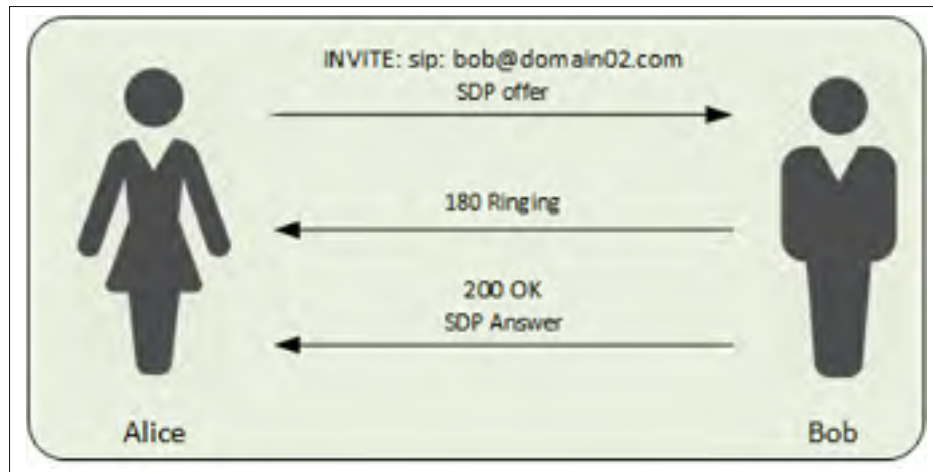 INVITE: sip: bob@domain02.com
SDP offer
180 Ringing
200 OK
SDP Answer
Alice
Bob